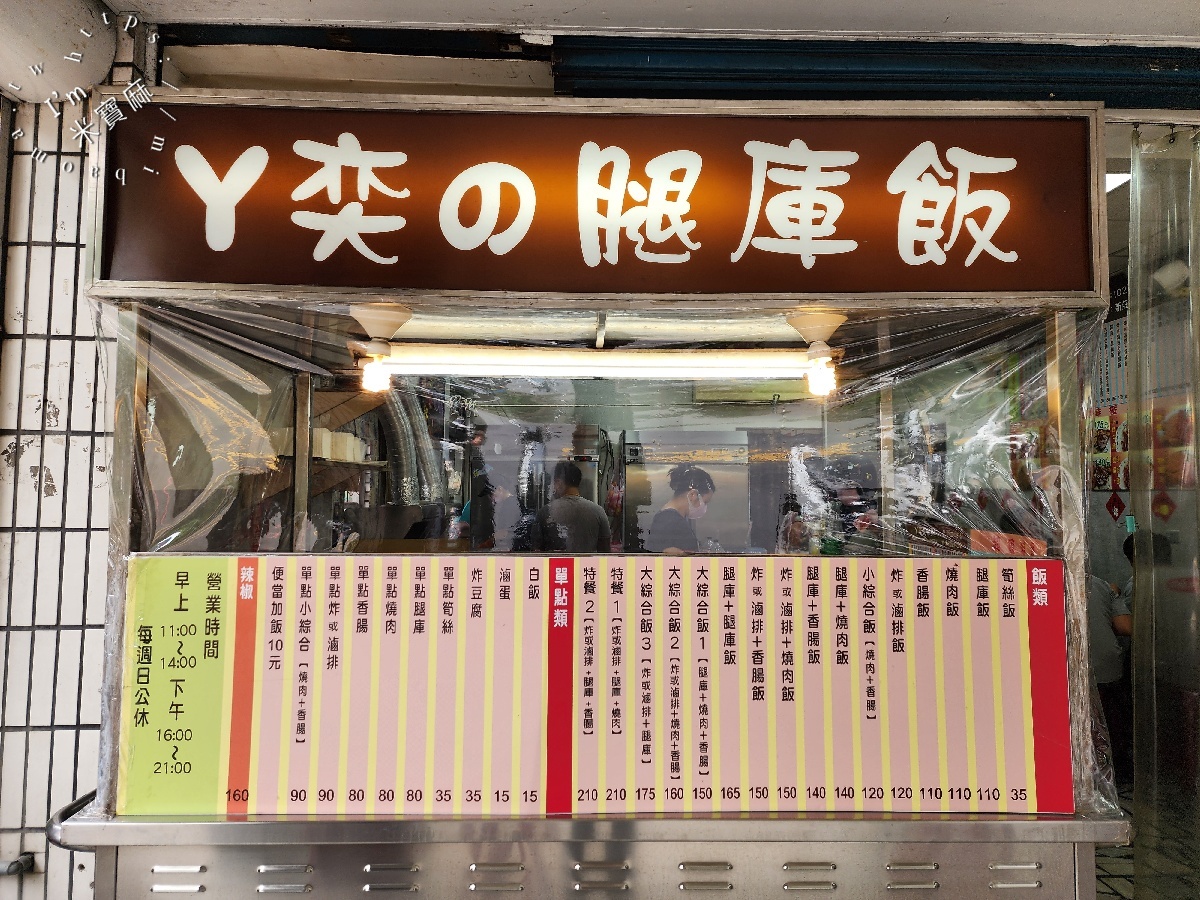 ㄚ奕の腿庫飯
飯類
筍絲飯 35
腿庫飯 110
燒肉飯 110
香腸飯 110
炸或滷排飯 120
小綜合飯【燒肉+香腸】 120
腿庫+燒肉飯 140
腿庫+香腸飯 140
炸或滷排+燒肉飯 150
炸或滷排+香腸飯 150
腿庫+腿庫飯 165
大綜合飯1【腿庫+燒肉+香腸】 150
大綜合飯2【炸或滷排+燒肉+香腸】 160
大綜合飯3【炸或滷排+腿庫】 175
特餐1【炸或滷排+腿庫+燒肉】 210
特餐2【炸或滷排+腿庫+香腸】 210
單點類
白飯 15
滷蛋 15
炸豆腐 35
單點筍絲 35
單點腿庫 80
單點燒肉 80
單點香腸 80
單點炸或滷排 90
單點小綜合【燒肉+香腸】 90
便當加飯10元
辣椒 160
營業時間
早上11:00~14:00下午16:00~21:00
每週日公休
I'm
米寶麻